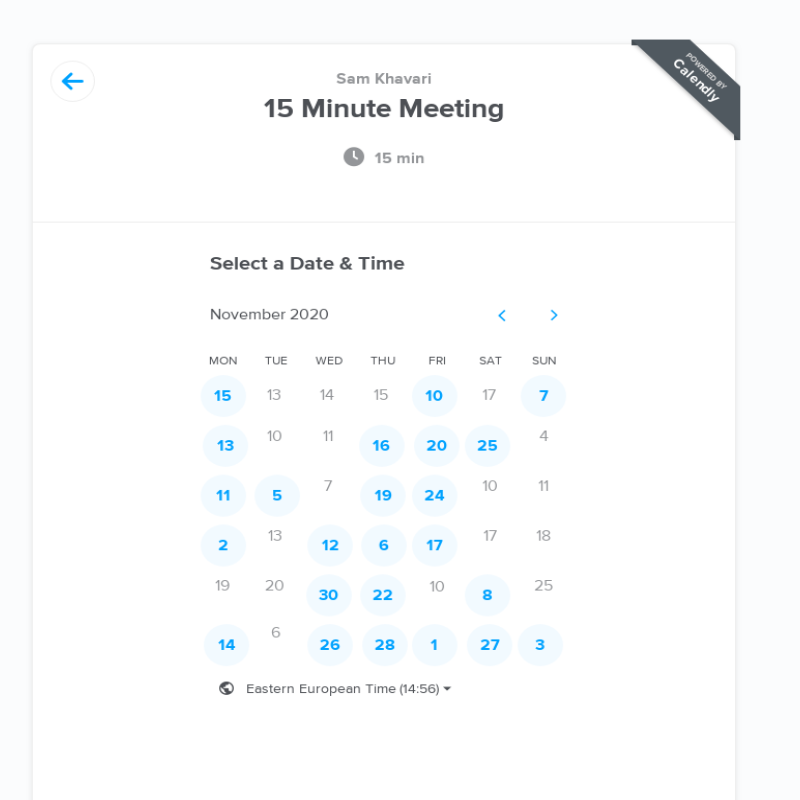 POWERED BY
Calendly
Sam Khavari
15 Minute Meeting
15 min
Select a Date & Time
November 2020
MON TUE WED THU FRI SAT SUN
15 13 14 15 10 17 7
13 10 11 16 20 25 4
11 5 7 19 24 10 11
2 13 12 6 17 17 18
19 20 30 22 10 8 25
14 6 26 28 1 27 3
Eastern European Time (14:56)